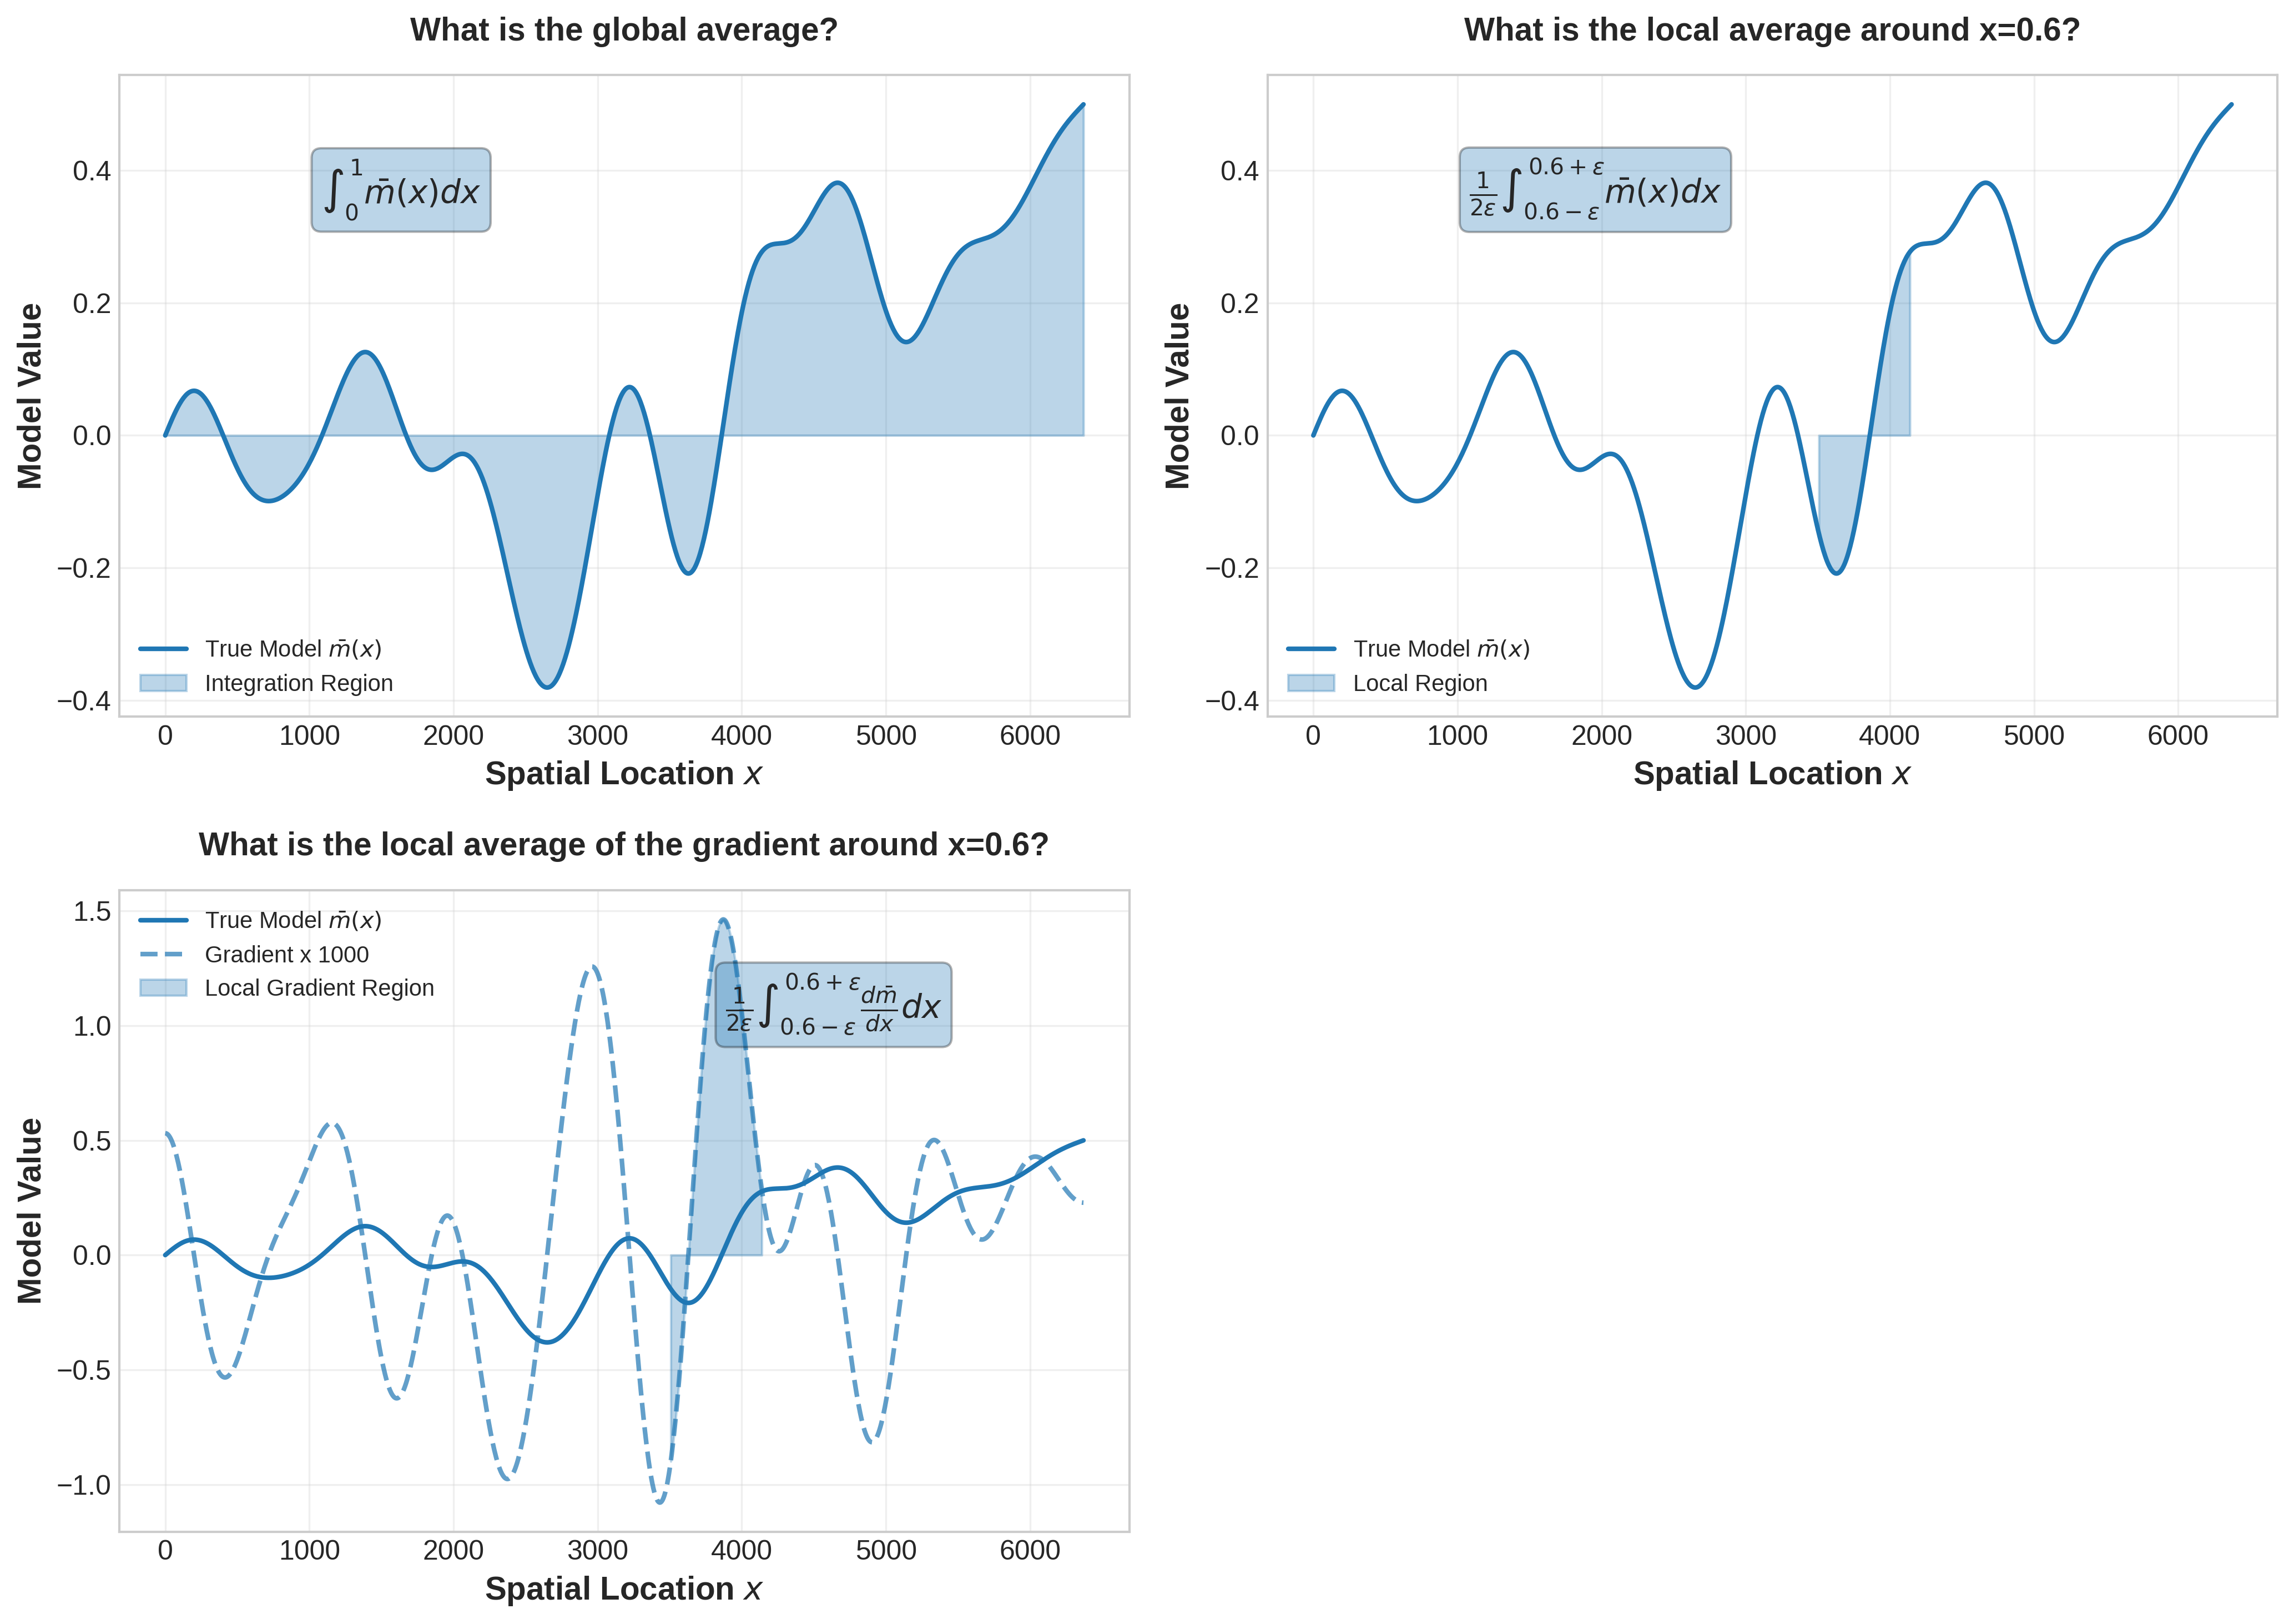 What is the global average?
Model Value
0.4
0.2
0.0
−0.2
−0.4
∫₀¹ m̄(x)dx
True Model m̄(x)
Integration Region
0 1000 2000 3000 4000 5000 6000
Spatial Location x
What is the local average around x=0.6?
Model Value
0.4
0.2
0.0
−0.2
−0.4
\frac{1}{2ε}∫_{0.6−ε}^{0.6+ε} m̄(x)dx
True Model m̄(x)
Local Region
0 1000 2000 3000 4000 5000 6000
Spatial Location x
What is the local average of the gradient around x=0.6?
Model Value
1.5
1.0
0.5
0.0
−0.5
−1.0
True Model m̄(x)
Gradient x 1000
Local Gradient Region
\frac{1}{2ε}∫_{0.6−ε}^{0.6+ε} \frac{dm̄}{dx}dx
0 1000 2000 3000 4000 5000 6000
Spatial Location x